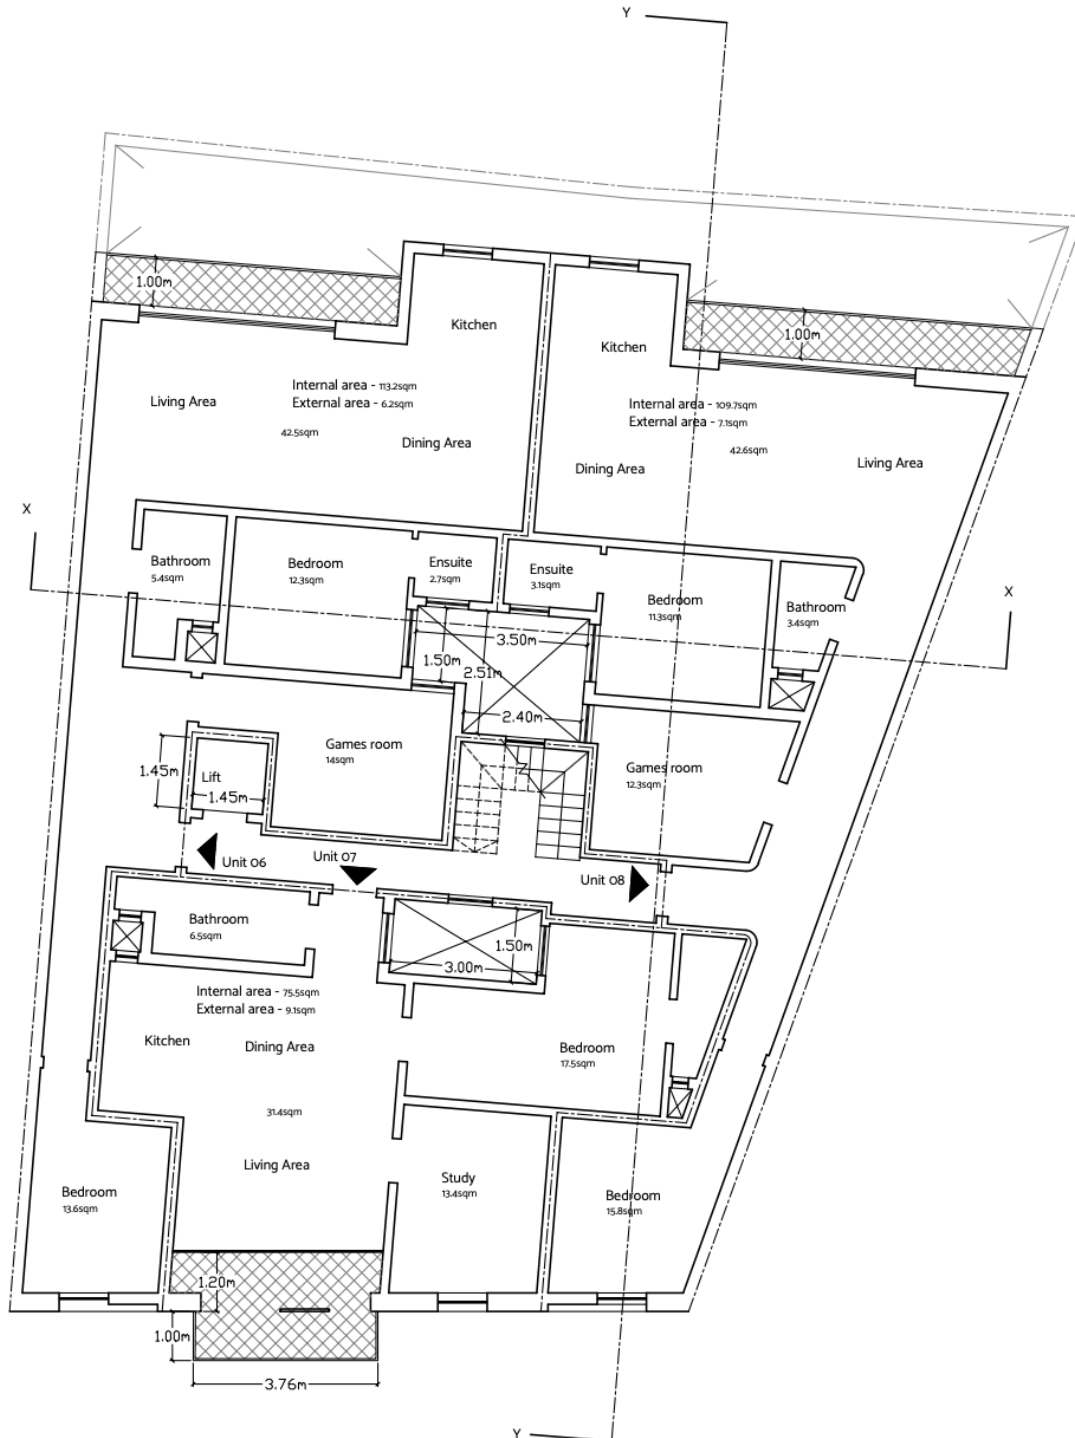 Y
1.00m
Kitchen
Kitchen
1.00m
Internal area - 113.2sqm
External area - 6.2sqm
Living Area
42.5sqm
Dining Area
Internal area - 109.7sqm
External area - 7.1sqm
42.6sqm
Dining Area
Living Area
X
Bathroom
5.4sqm
Bedroom
12.3sqm
Ensuite
2.7sqm
Ensuite
3.1sqm
Bedroom
11.3sqm
Bathroom
3.4sqm
X
3.50m
1.50m
2.51m
2.40m
Games room
14sqm
1.45m
Lift
1.45m
Games room
12.3sqm
Unit 06
Unit 07
Unit 08
Bathroom
6.5sqm
1.50m
3.00m
Internal area - 75.5sqm
External area - 9.1sqm
Kitchen
Dining Area
Bedroom
17.5sqm
31.4sqm
Living Area
Study
13.4sqm
Bedroom
13.6sqm
Bedroom
15.8sqm
1.20m
1.00m
3.76m
Y